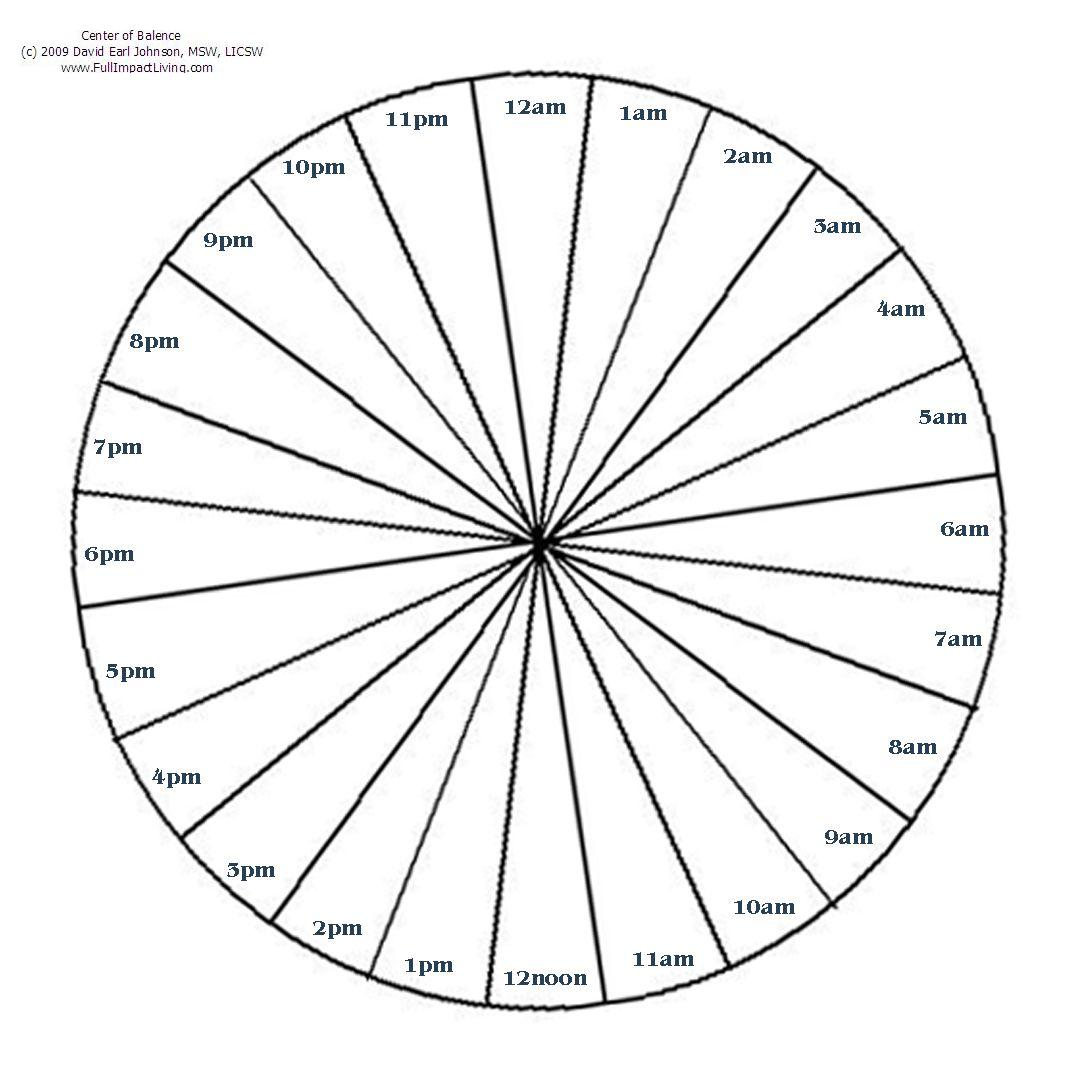 Center of Balence
(c) 2009 David Earl Johnson, MSW, LICSW
www.FullImpactLiving.com
12am
1am
2am
3am
4am
5am
6am
7am
8am
9am
10am
11am
12noon
1pm
2pm
3pm
4pm
5pm
6pm
7pm
8pm
9pm
10pm
11pm